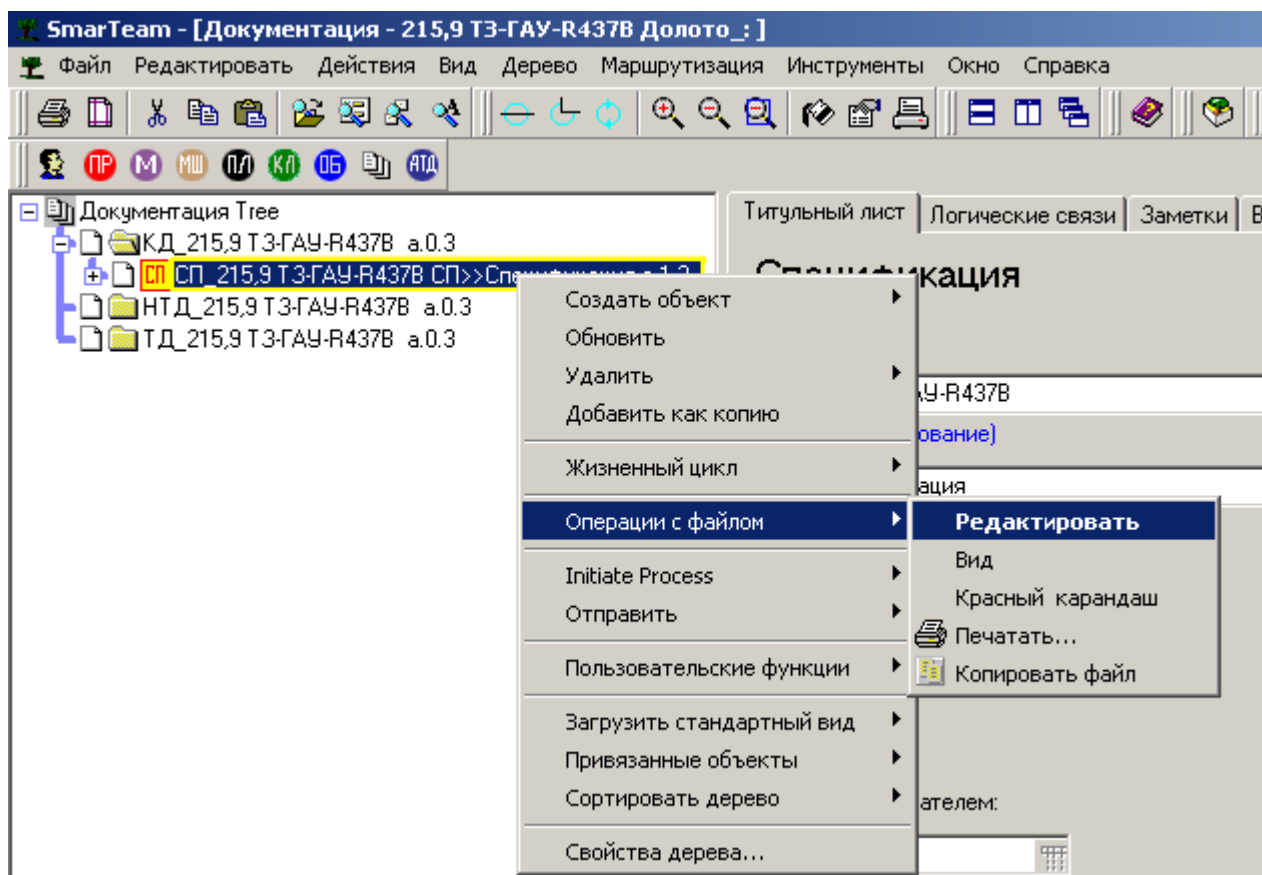 SmarTeam - [Документация - 215,9 ТЗ-ГАУ-R437В Долото_: ]
Файл Редактировать Действия Вид Дерево Маршрутизация Инструменты Окно Справка
ПР М МШ ПЛ КЛ ОБ АТД
Документация Tree
КД_215,9 ТЗ-ГАУ-R437В а.0.3
СП СП_215,9 ТЗ-ГАУ-R437В СП>>Спецификация а.1.2
НТД_215,9 ТЗ-ГАУ-R437В а.0.3
ТД_215,9 ТЗ-ГАУ-R437В а.0.3
Титульный лист Логические связи Заметки В
Спецификация
АУ-R437В
ование)
ация
ателем:
Создать объект
Обновить
Удалить
Добавить как копию
Жизненный цикл
Операции с файлом
Initiate Process
Отправить
Пользовательские функции
Загрузить стандартный вид
Привязанные объекты
Сортировать дерево
Свойства дерева...
Редактировать
Вид
Красный карандаш
Печатать...
Копировать файл